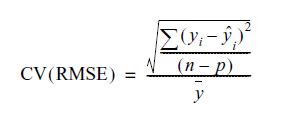 CV(RMSE) = √(∑(yᵢ − ŷᵢ)² / (n − p)) / ȳ